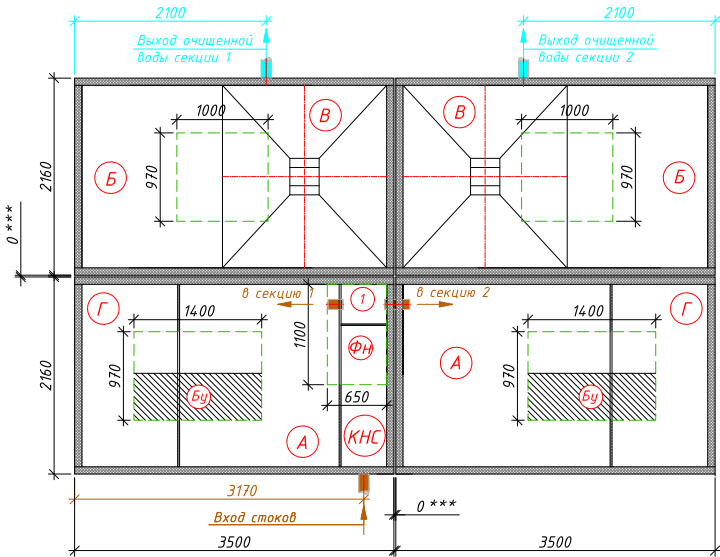 2100
2100
Выход очищенной
воды секции 1
Выход очищенной
воды секции 2
1000
В
В
1000
2160
Б
970
970
Б
0 ***
в секцию 1
1
в секцию 2
Г
1400
1400
Г
1100
Фн
А
2160
970
Бу
970
Бу
650
А
КНС
3170
0 ***
Вход стоков
3500
3500